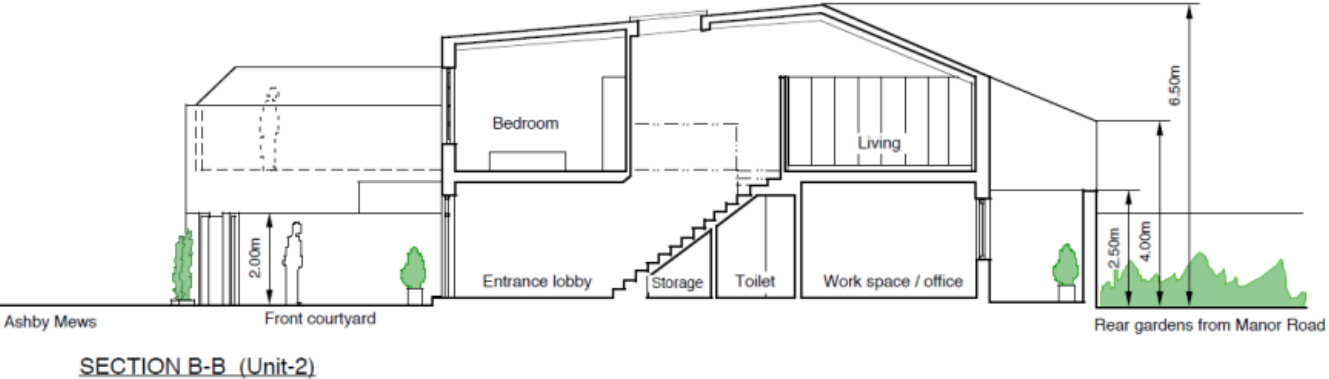 6.50m
Bedroom
Living
2.00m
2.50m
4.00m
Entrance lobby
Storage
Toilet
Work space / office
Ashby Mews
Front courtyard
Rear gardens from Manor Road
SECTION B-B (Unit-2)